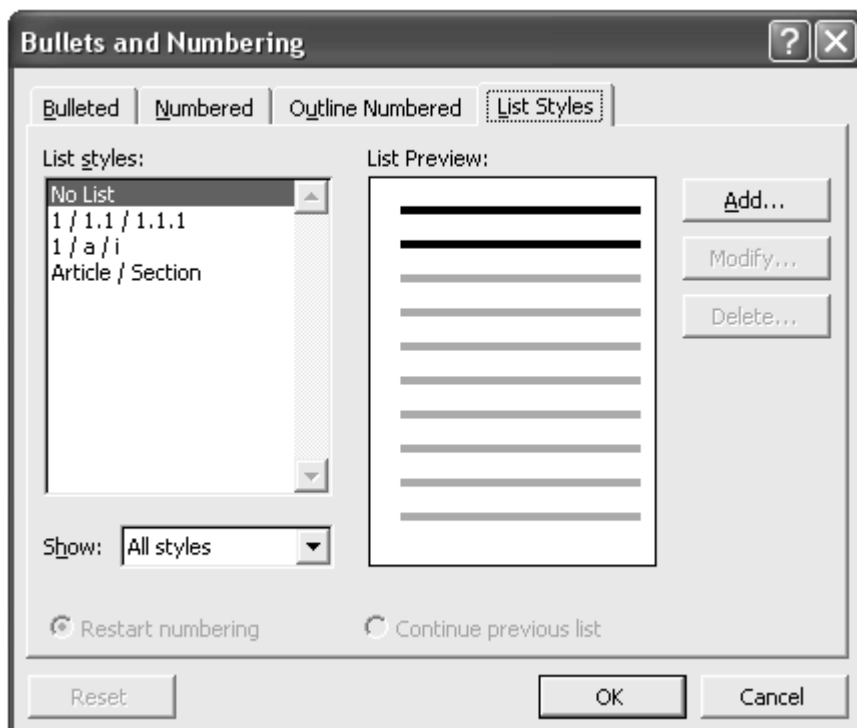 Bullets and Numbering
Bulleted
Numbered
Outline Numbered
List Styles
List styles:
No List
1 / 1.1 / 1.1.1
1 / a / i
Article / Section
Show: All styles
List Preview:
Add...
Modify...
Delete...
Restart numbering
Continue previous list
Reset
OK
Cancel